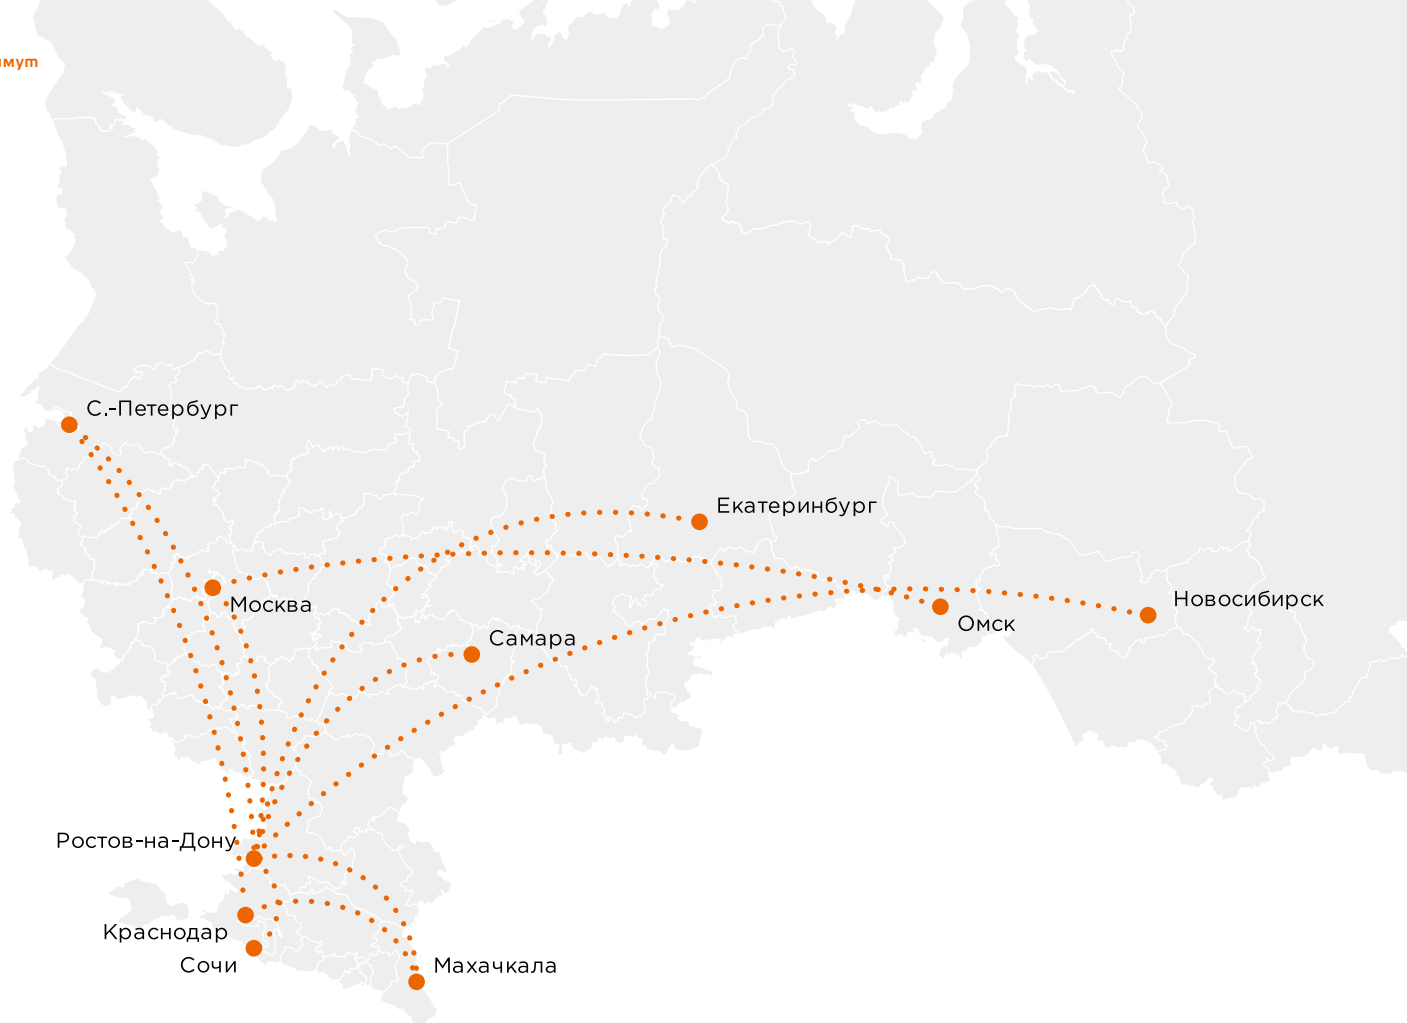 С.-Петербург
Екатеринбург
Москва
Новосибирск
Омск
Самара
Ростов-на-Дону
Краснодар
Сочи
Махачкала